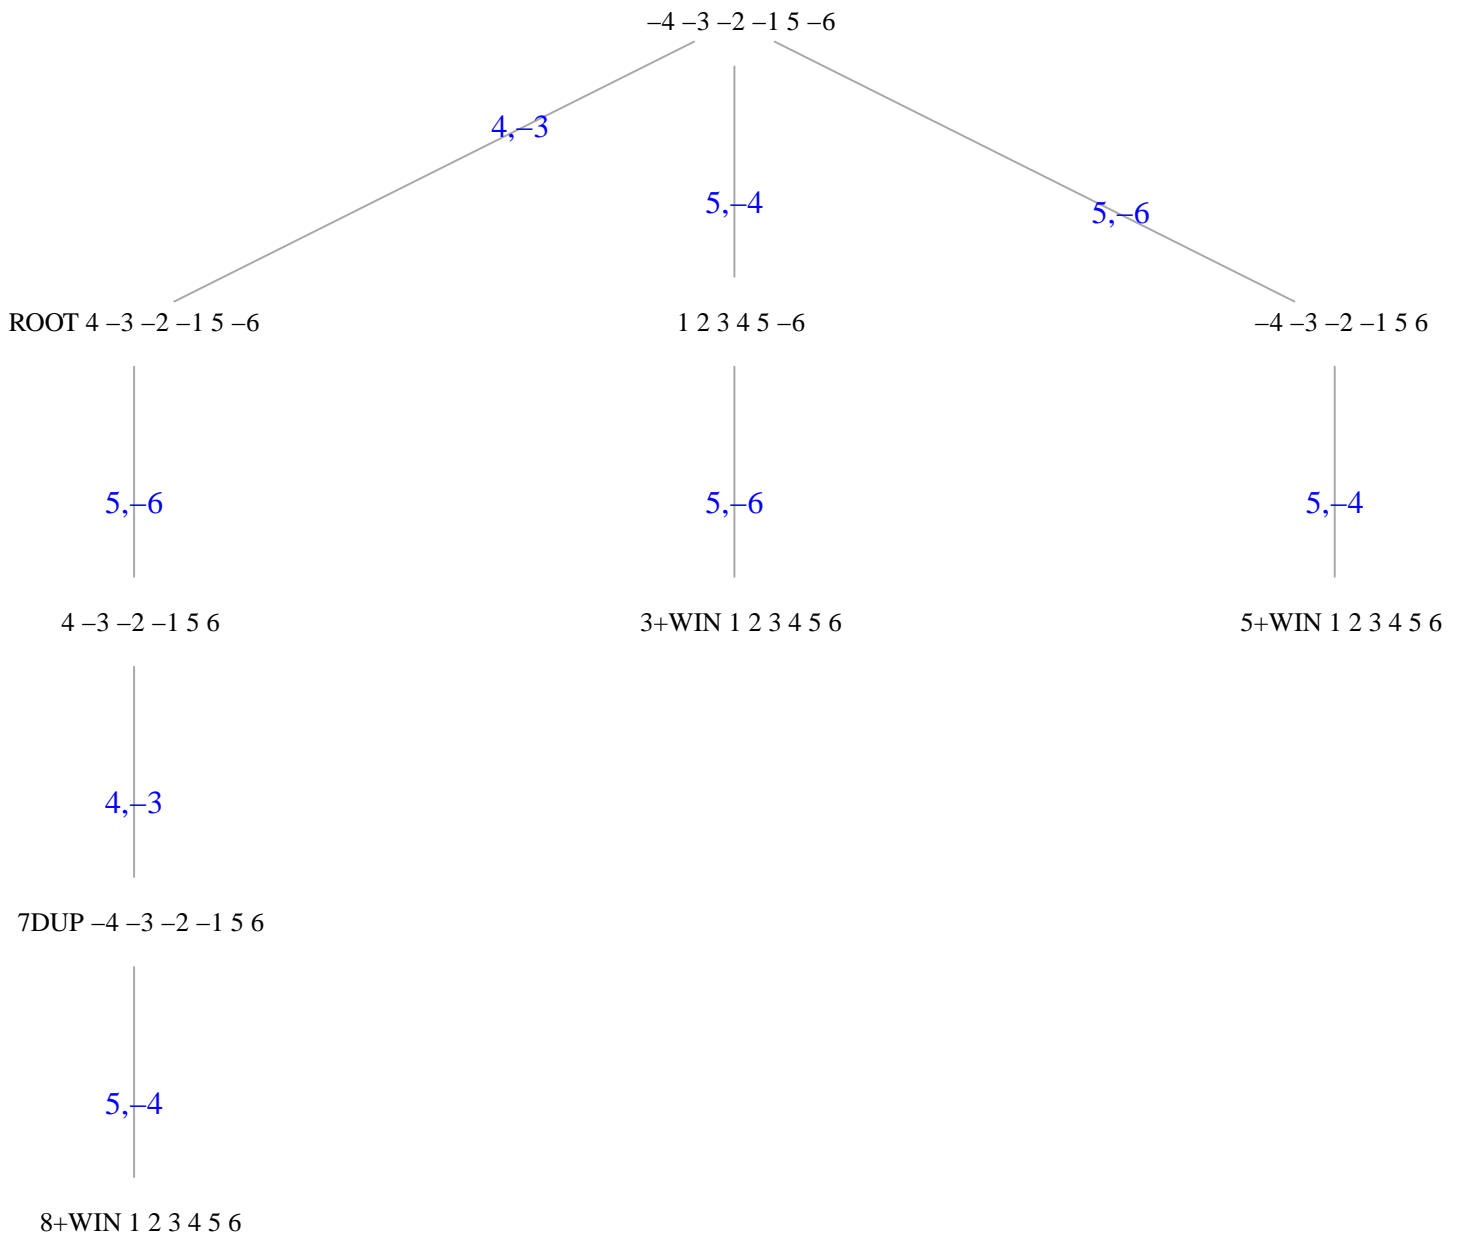 –4 –3 –2 –1 5 –6
4,–3
5,–4
5,–6
ROOT 4 –3 –2 –1 5 –6
1 2 3 4 5 –6
–4 –3 –2 –1 5 6
5,–6
5,–6
5,–4
4 –3 –2 –1 5 6
3+WIN 1 2 3 4 5 6
5+WIN 1 2 3 4 5 6
4,–3
7DUP –4 –3 –2 –1 5 6
5,–4
8+WIN 1 2 3 4 5 6